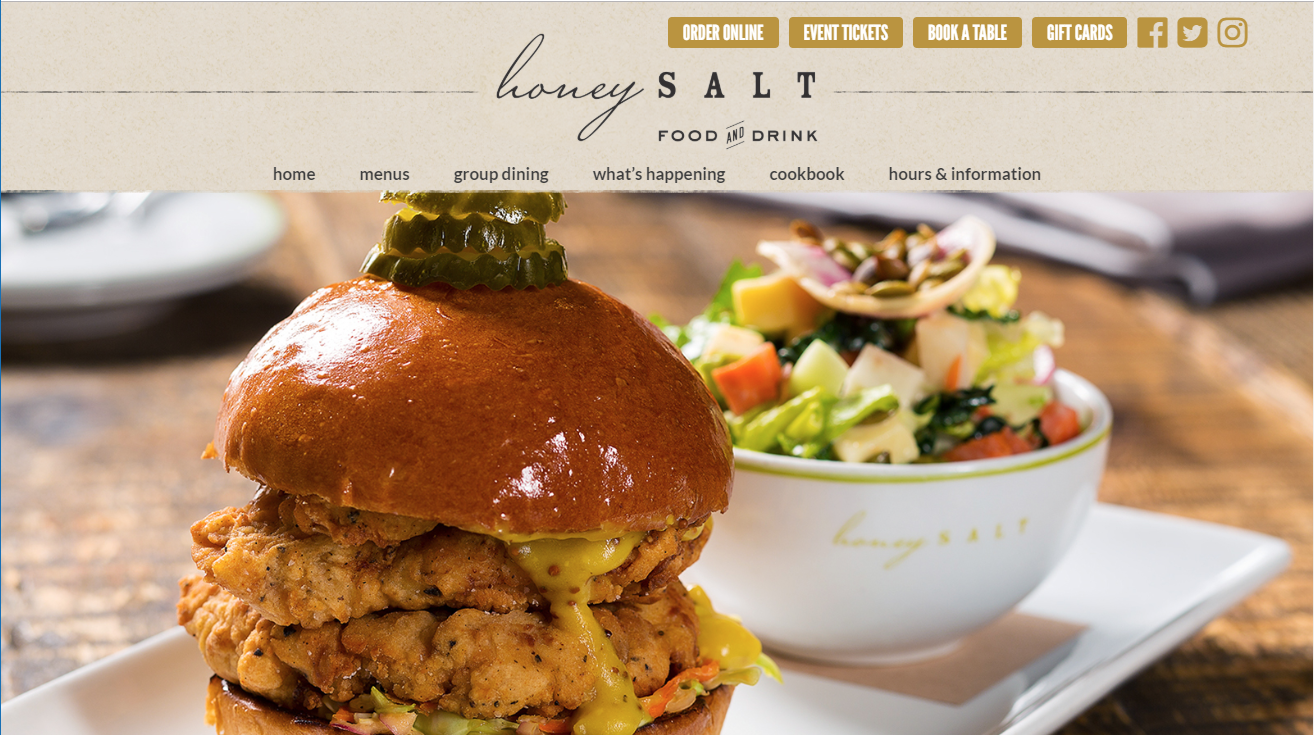 ORDER ONLINE EVENT TICKETS BOOK A TABLE GIFT CARDS
honey SALT
FOOD AND DRINK
home menus group dining what's happening cookbook hours & information
honey SALT